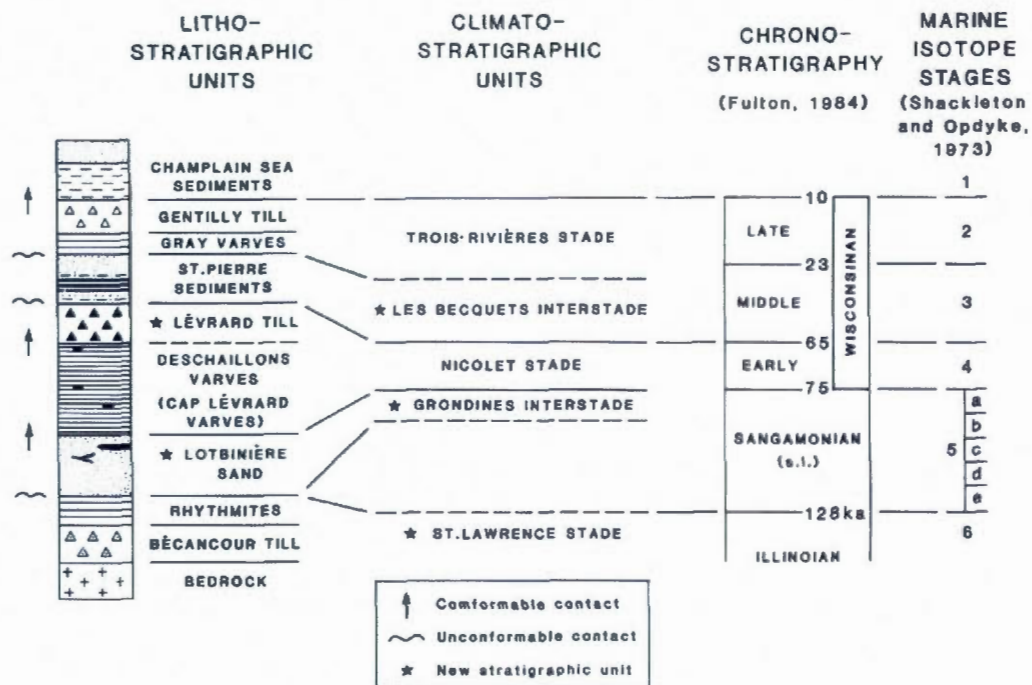 LITHO-
STRATIGRAPHIC
UNITS
CHAMPLAIN SEA
SEDIMENTS
GENTILLY TILL
GRAY VARVES
ST.PIERRE
SEDIMENTS
★ LÉVRARD TILL
DESCHAILLONS
VARVES
(CAP LÉVRARD
VARVES)
★ LOTBINIÈRE
SAND
RHYTHMITES
BÉCANCOUR TILL
BEDROCK
CLIMATO-
STRATIGRAPHIC
UNITS
TROIS-RIVIÈRES STADE
★ LES BECQUETS INTERSTADE
NICOLET STADE
★ GRONDINES INTERSTADE
★ ST.LAWRENCE STADE
CHRONO-
STRATIGRAPHY
(Fulton, 1984)
10
LATE
23
MIDDLE
65
EARLY
75
WISCONSINAN
SANGAMONIAN
(s.l.)
128ka
ILLINOIAN
MARINE
ISOTOPE
STAGES
(Shackleton
and Opdyke,
1973)
1
2
3
4
5
a
b
c
d
e
6
Comformable contact
Unconformable contact
★ New stratigraphic unit